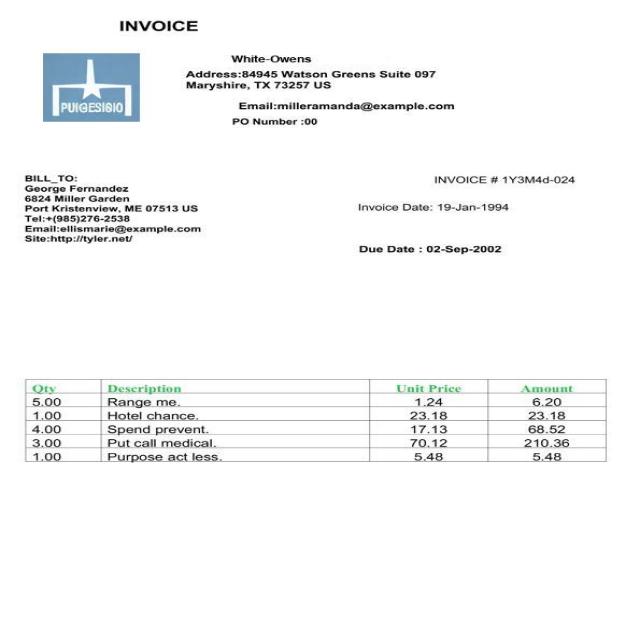 INVOICE
White-Owens
Address:84945 Watson Greens Suite 097
Maryshire, TX 73257 US
Email:milleramanda@example.com
PO Number :00
PUIGESIGIO
BILL_TO:
George Fernandez
6824 Miller Garden
Port Kristenview, ME 07513 US
Tel:+(985)276-2538
Email:ellismarie@example.com
Site:http://tyler.net/
INVOICE # 1Y3M4d-024
Invoice Date: 19-Jan-1994
Due Date : 02-Sep-2002
Qty Description Unit Price Amount
5.00 Range me. 1.24 6.20
1.00 Hotel chance. 23.18 23.18
4.00 Spend prevent. 17.13 68.52
3.00 Put call medical. 70.12 210.36
1.00 Purpose act less. 5.48 5.48